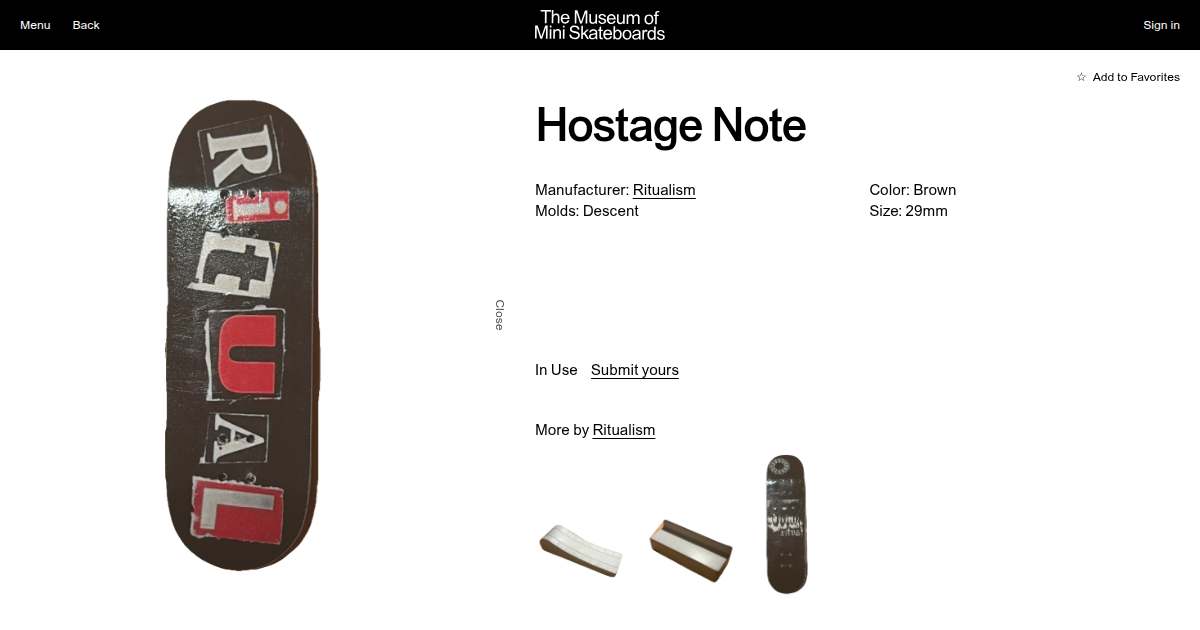 Menu
Back
The Museum of
Mini Skateboards
Sign in
☆ Add to Favorites
RiTUAL
Hostage Note
Manufacturer: Ritualism
Molds: Descent
Color: Brown
Size: 29mm
Close
In Use Submit yours
More by Ritualism